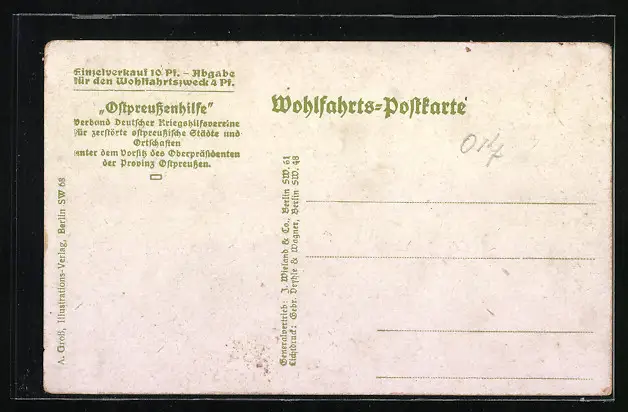 Einzelverkauf 10 Pf. - Abgabe
für den Wohlfahrtszweck 4 Pf.
„Ostpreußenhilfe"
Verband Deutscher Kriegshilfsvereine
für zerstörte ostpreußische Städte und
Ortschaften
unter dem Vorsitz des Oberpräsidenten
der Provinz Ostpreußen.
Wohlfahrts=Postkarte
A. Groß, Illustrations-Verlag, Berlin SW 68
Generalvertrieb: J. Wieland & Co., Berlin SW. 61
Lichtdruck: Gebr. & Wagner, Berlin SW. 48